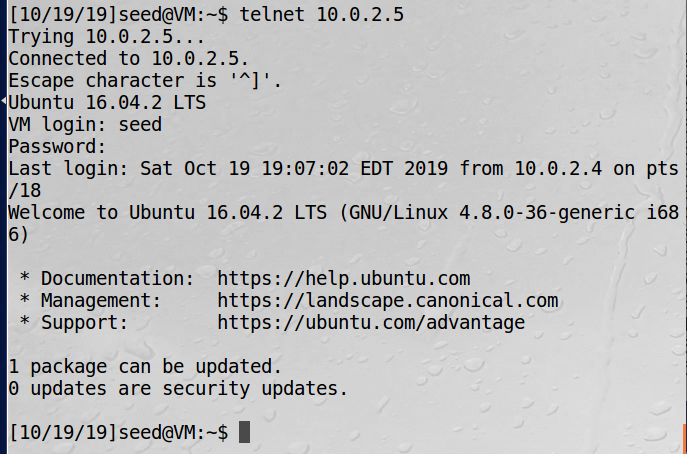 [10/19/19]seed@VM:~$ telnet 10.0.2.5
Trying 10.0.2.5...
Connected to 10.0.2.5.
Escape character is '^]'.
Ubuntu 16.04.2 LTS
VM login: seed
Password:
Last login: Sat Oct 19 19:07:02 EDT 2019 from 10.0.2.4 on pts
/18
Welcome to Ubuntu 16.04.2 LTS (GNU/Linux 4.8.0-36-generic i68
6)

 * Documentation:  https://help.ubuntu.com
 * Management:     https://landscape.canonical.com
 * Support:        https://ubuntu.com/advantage

1 package can be updated.
0 updates are security updates.

[10/19/19]seed@VM:~$